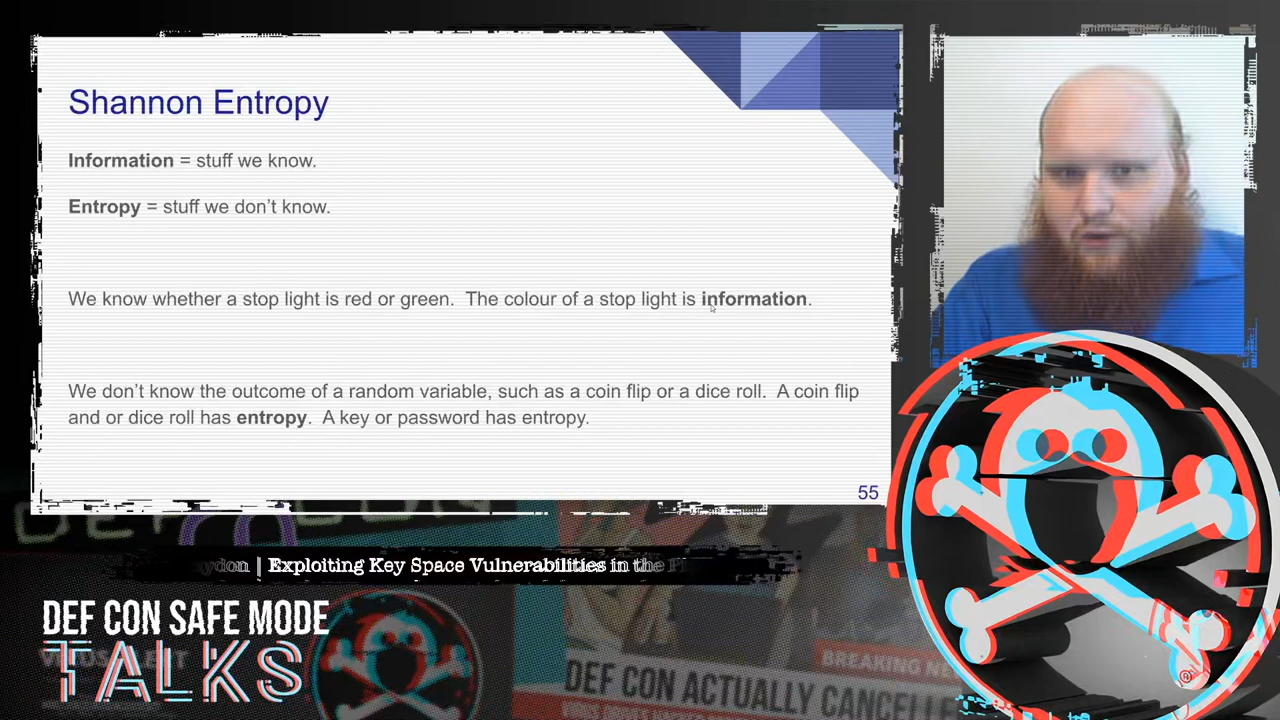 Shannon Entropy
Information = stuff we know.
Entropy = stuff we don't know.
We know whether a stop light is red or green.  The colour of a stop light is information.
We don't know the outcome of a random variable, such as a coin flip or a dice roll.  A coin flip
and or dice roll has entropy.  A key or password has entropy.
55
| Exploiting Key Space Vulnerabilities in the
DEF CON SAFE MODE
TALKS
BREAKING
DEF CON ACTUALLY